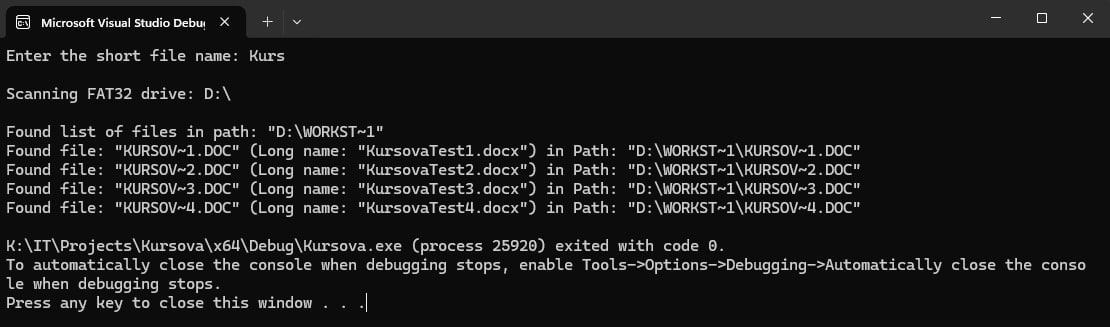 Microsoft Visual Studio Debug
Enter the short file name: Kurs
Scanning FAT32 drive: D:\
Found list of files in path: "D:\WORKST~1"
Found file: "KURSOV~1.DOC" (Long name: "KursovaTest1.docx") in Path: "D:\WORKST~1\KURSOV~1.DOC"
Found file: "KURSOV~2.DOC" (Long name: "KursovaTest2.docx") in Path: "D:\WORKST~1\KURSOV~2.DOC"
Found file: "KURSOV~3.DOC" (Long name: "KursovaTest3.docx") in Path: "D:\WORKST~1\KURSOV~3.DOC"
Found file: "KURSOV~4.DOC" (Long name: "KursovaTest4.docx") in Path: "D:\WORKST~1\KURSOV~4.DOC"
K:\IT\Projects\Kursova\x64\Debug\Kursova.exe (process 25920) exited with code 0.
To automatically close the console when debugging stops, enable Tools->Options->Debugging->Automatically close the conso
le when debugging stops.
Press any key to close this window . . .